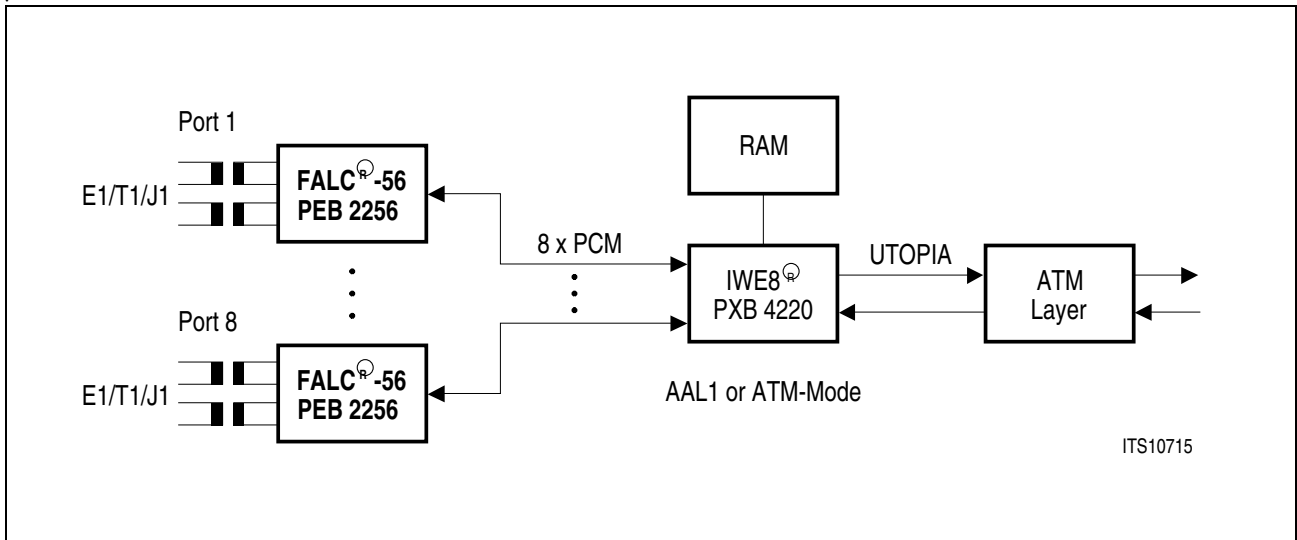 Port 1
E1/T1/J1
FALC®-56
PEB 2256
8 x PCM
RAM
IWE8®
PXB 4220
UTOPIA
ATM
Layer
Port 8
E1/T1/J1
FALC®-56
PEB 2256
AAL1 or ATM-Mode
ITS10715